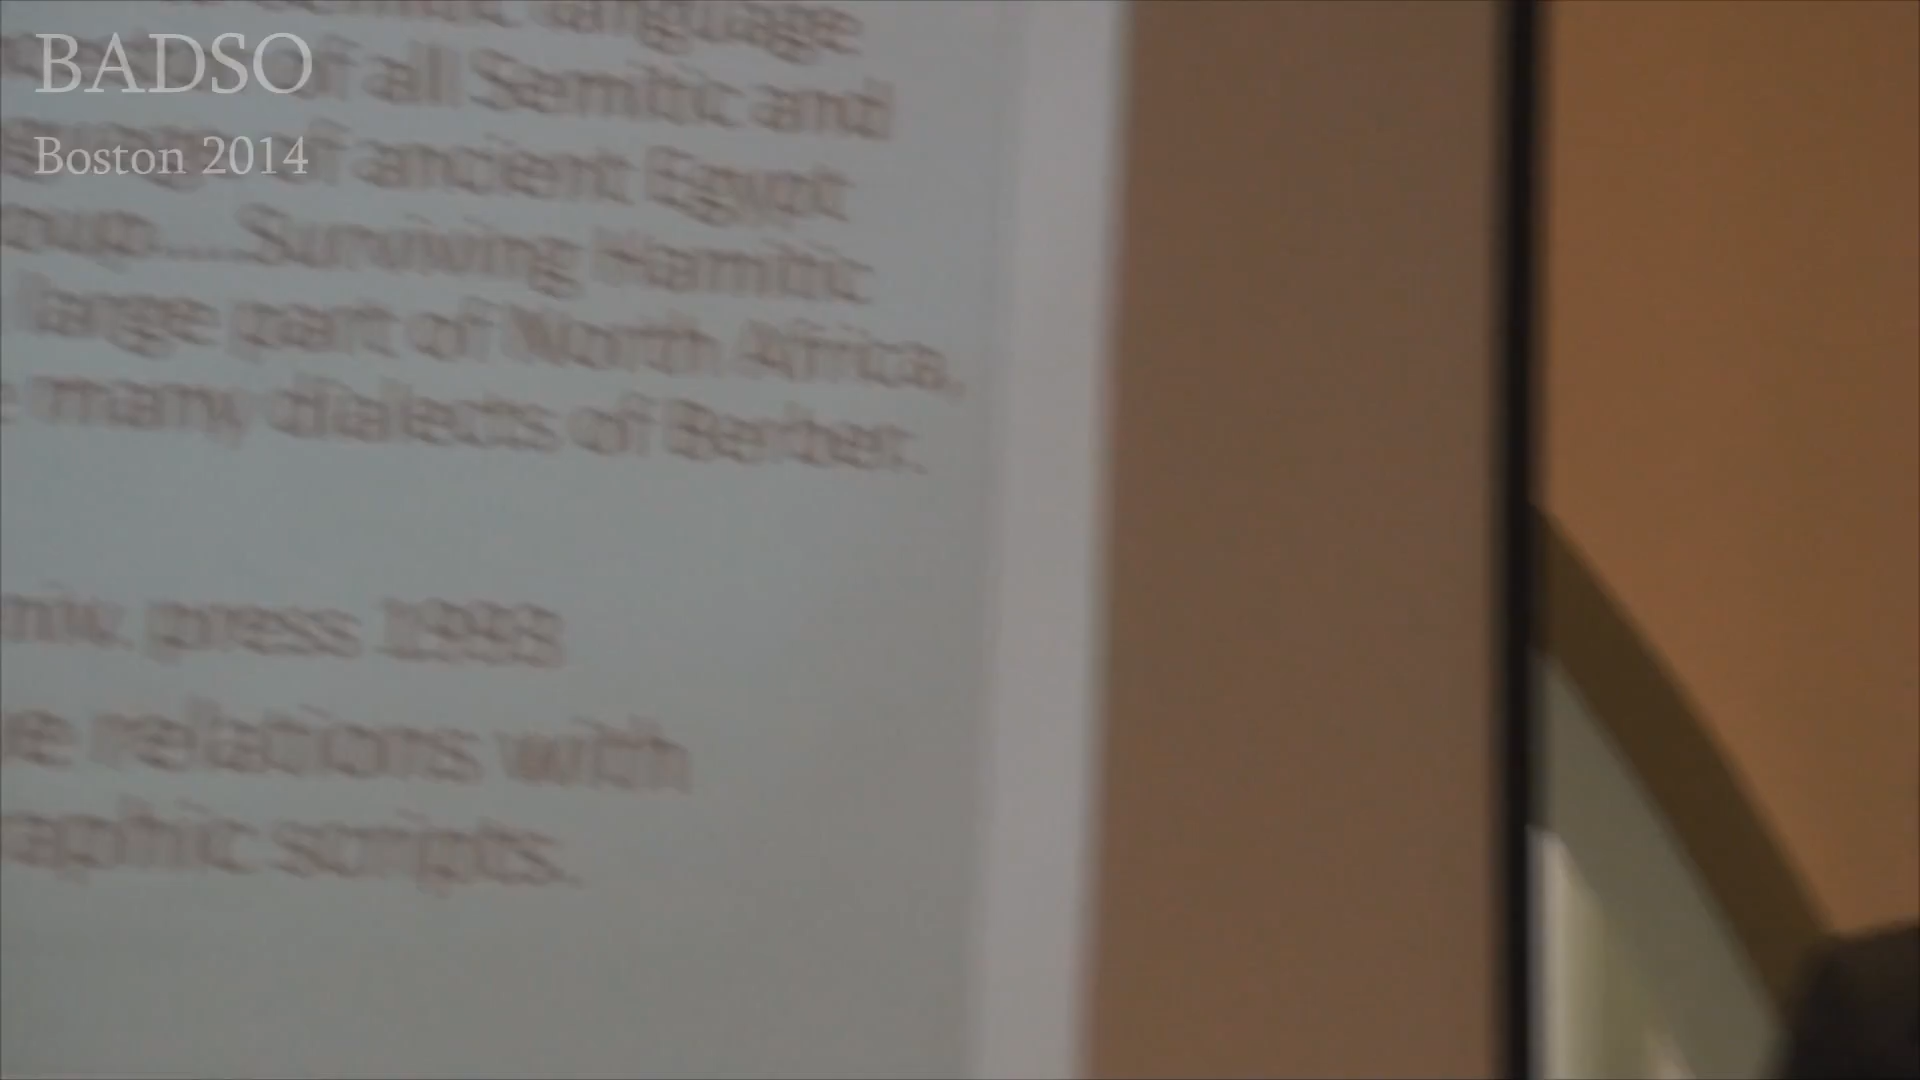 BADSO
Boston 2014
language
of all Semitic and
of ancient Egypt
....Surviving Hamitic
large part of North Africa,
many dialects of Berber.
press 1993
relations with
scripts.